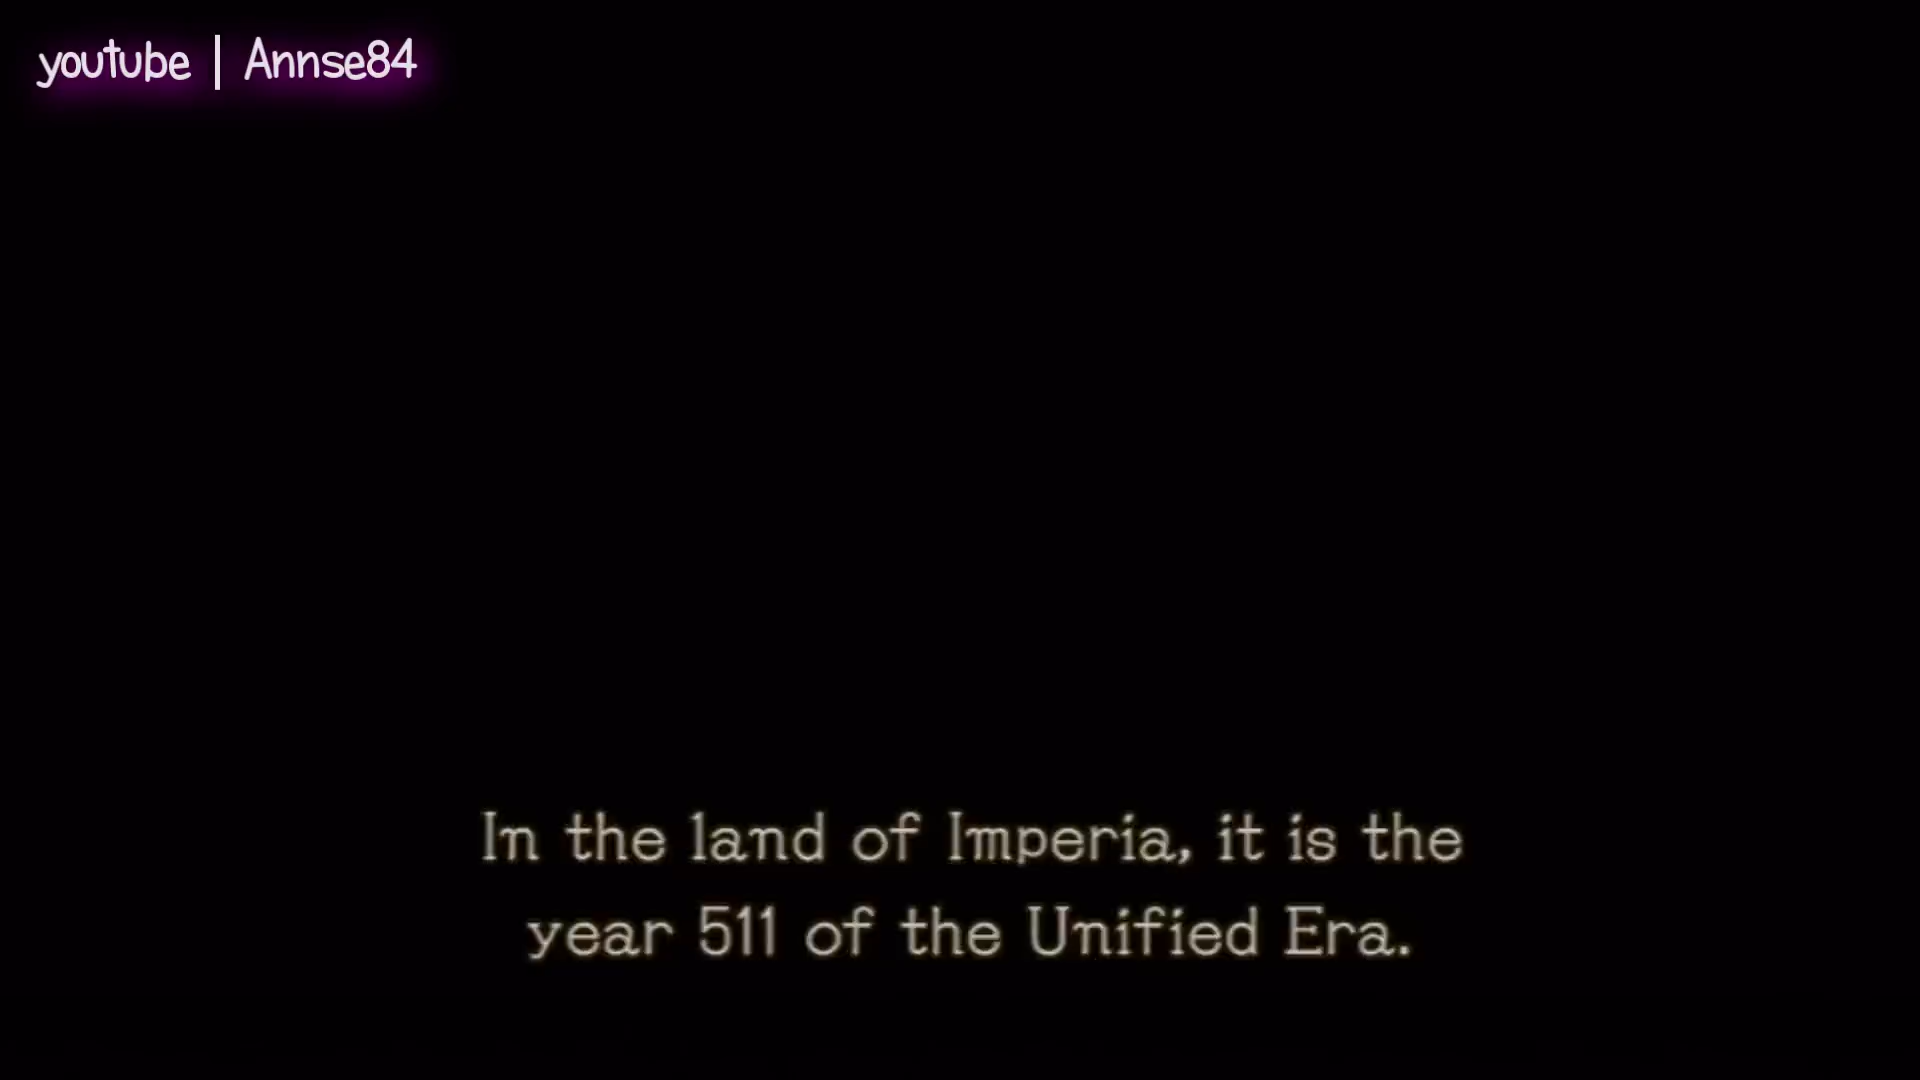 youtube | Annse84
In the land of Imperia, it is the
year 511 of the Unified Era.